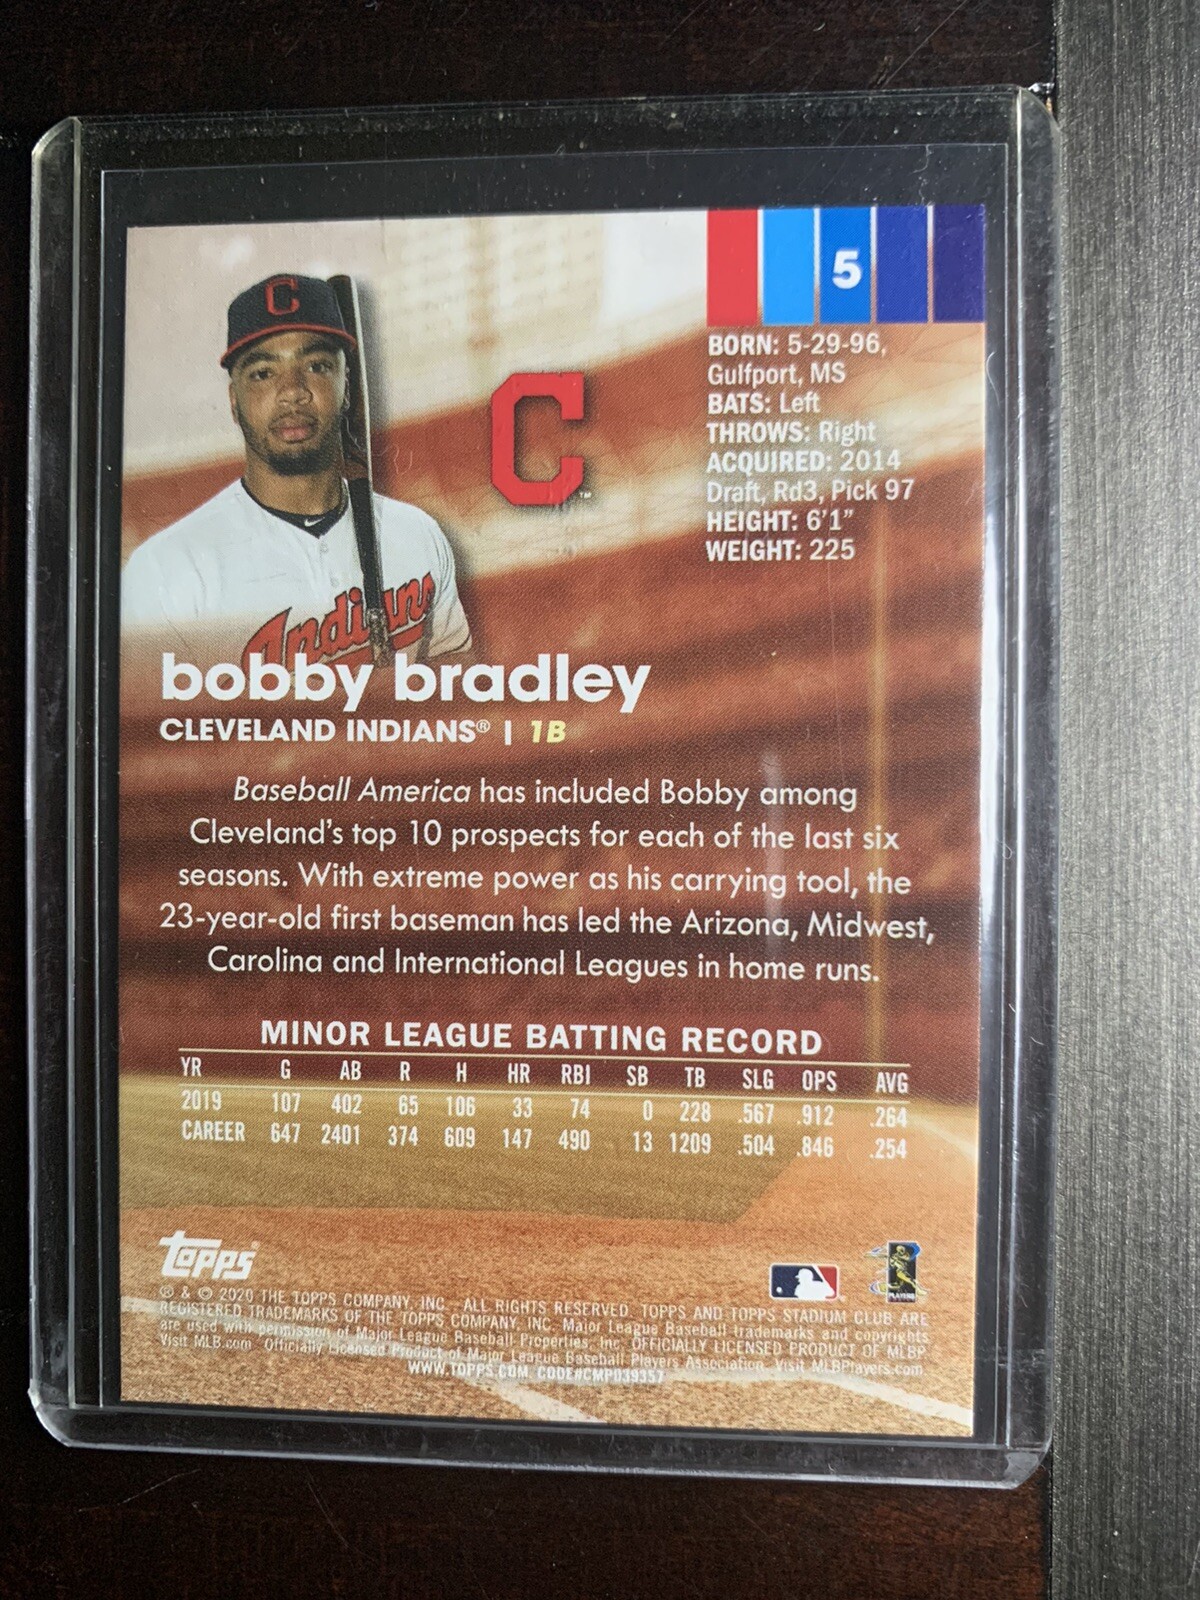 C
5
BORN: 5-29-96,
Gulfport, MS
BATS: Left
THROWS: Right
ACQUIRED: 2014
Draft, Rd3, Pick 97
HEIGHT: 6'1"
WEIGHT: 225
C™
Indians
bobby bradley
CLEVELAND INDIANS® | 1B
Baseball America has included Bobby among
Cleveland's top 10 prospects for each of the last six
seasons. With extreme power as his carrying tool, the
23-year-old first baseman has led the Arizona, Midwest,
Carolina and International Leagues in home runs.
MINOR LEAGUE BATTING RECORD
YR G AB R H HR RBI SB TB SLG OPS AVG
2019 107 402 65 106 33 74 0 228 .567 .912 .264
CAREER 647 2401 374 609 147 490 13 1209 .504 .846 .254
topps®
PLAYERS
® & © 2020 THE TOPPS COMPANY, INC. ALL RIGHTS RESERVED. TOPPS AND TOPPS STADIUM CLUB ARE
REGISTERED TRADEMARKS OF THE TOPPS COMPANY, INC. Major League Baseball trademarks and copyrights
are used with permission of Major League Baseball Properties, Inc. OFFICIALLY LICENSED PRODUCT OF MLBP.
Visit MLB.com Officially Licensed Product of Major League Baseball Players Association. Visit MLBPlayers.com
WWW.TOPPS.COM. CODE#CMP039357